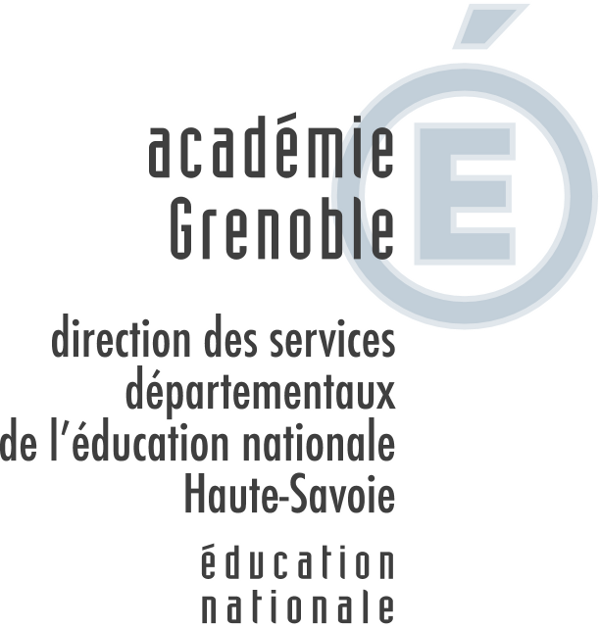 É
académie
Grenoble
direction des services
départementaux
de l'éducation nationale
Haute-Savoie
éducation
nationale